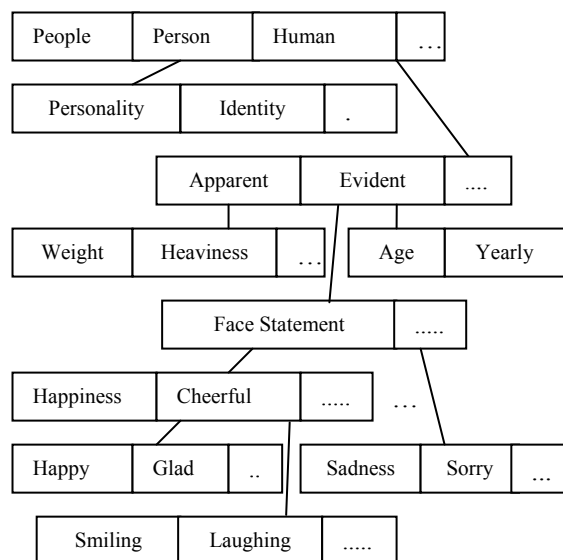 People Person Human ...
Personality Identity .
Apparent Evident ....
Weight Heaviness ... Age Yearly
Face Statement .....
Happiness Cheerful ..... ...
Happy Glad .. Sadness Sorry ...
Smiling Laughing .....